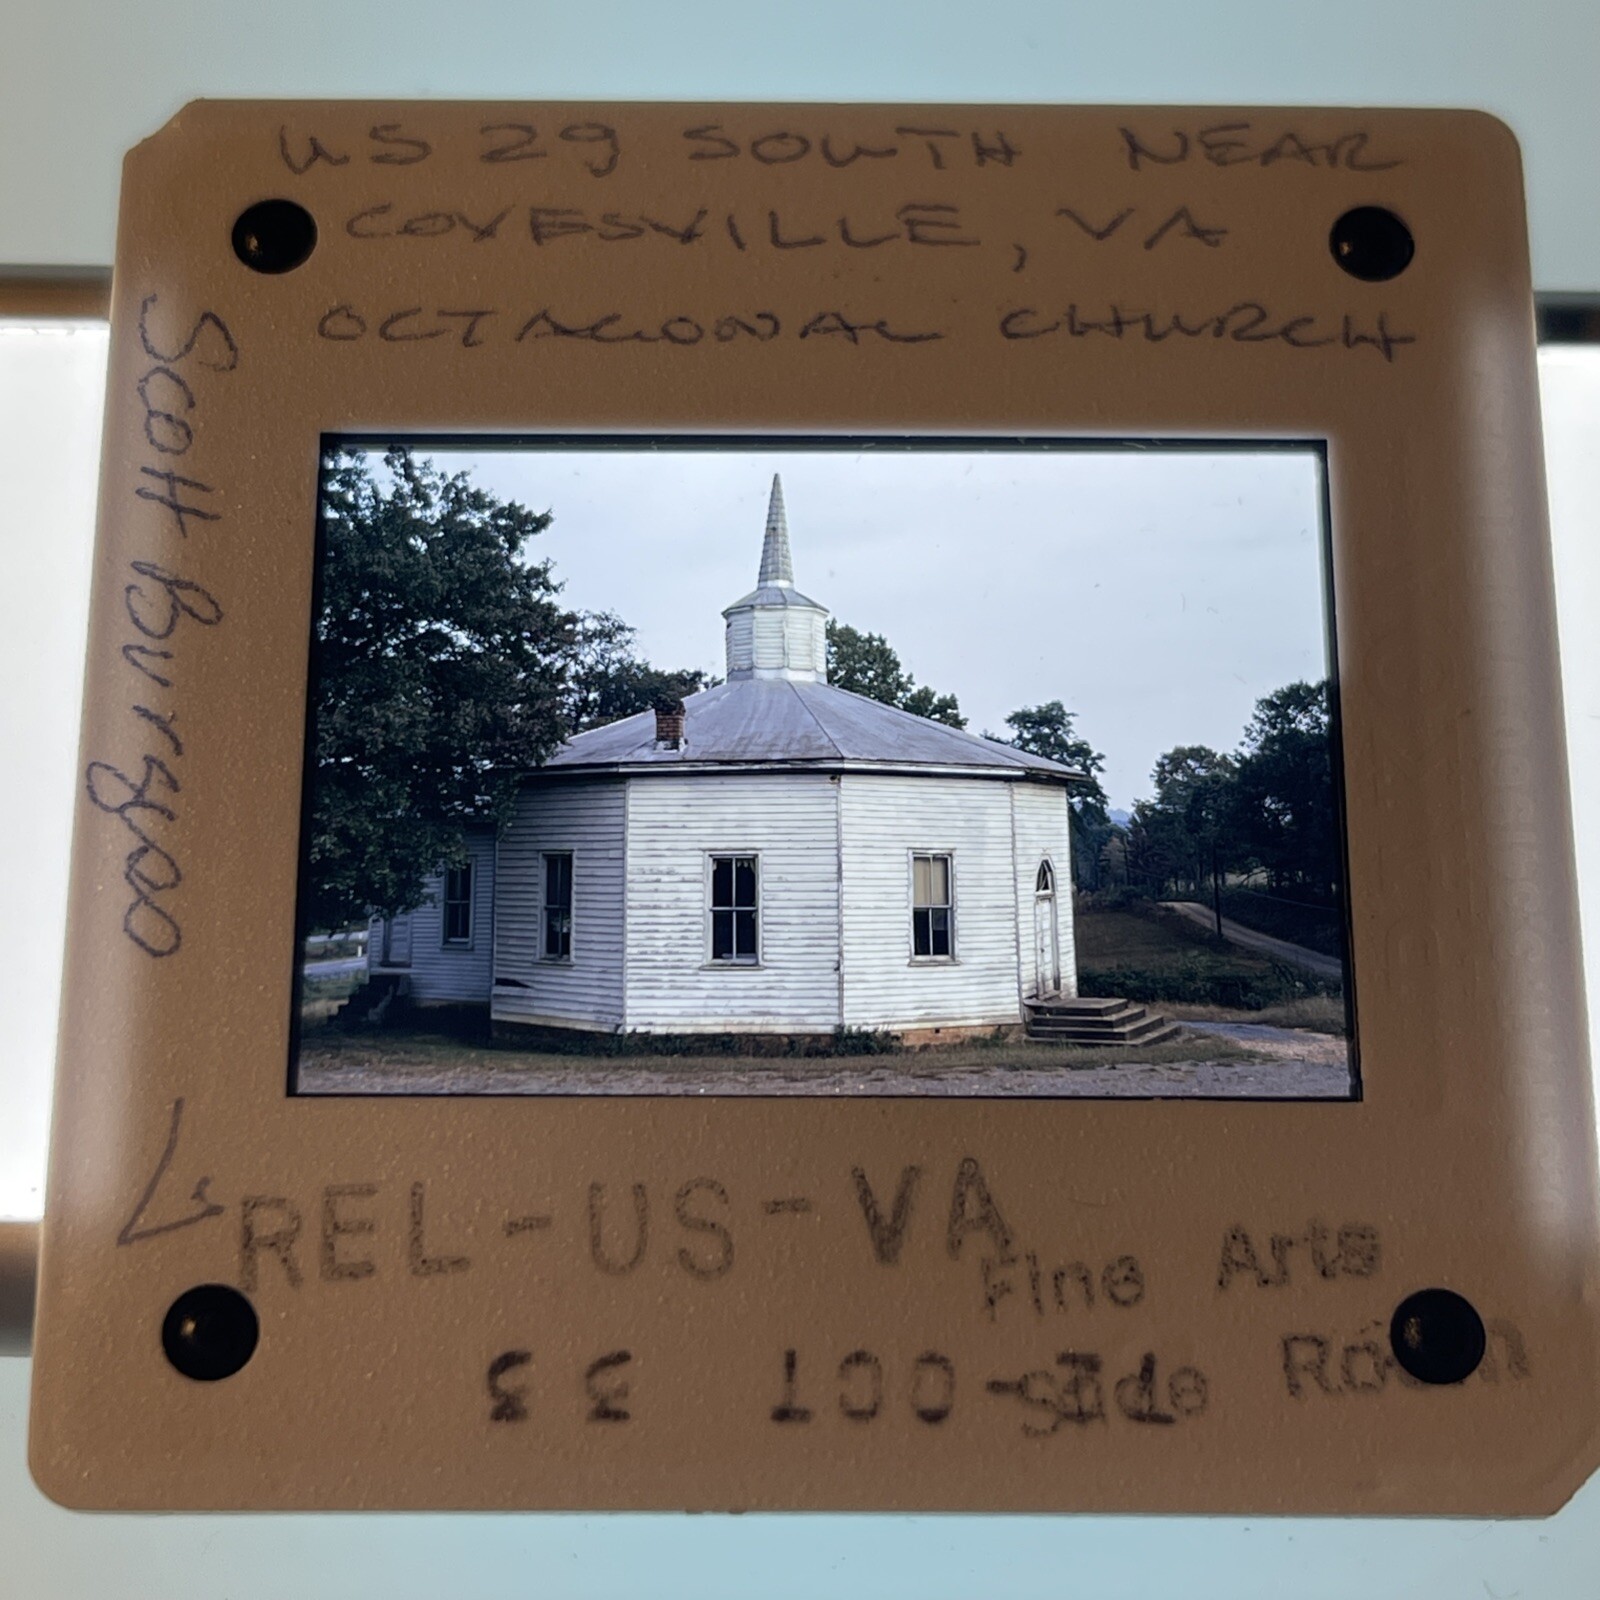 US 29 SOUTH NEAR
COVESVILLE, VA
OCTAGONAL CHURCH
Scott Burgoo
REL-US-VA
Fine Arts
Slide Room
33 OCT